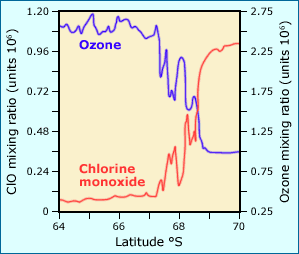 1.20
0.96
0.72
0.48
0.24
0
ClO mixing ratio (units 10⁶)
Ozone
Chlorine
monoxide
2.75
2.25
1.75
1.25
0.75
0.25
Ozone mixing ratio (units 10⁶)
64 66 67 68 70
Latitude °S